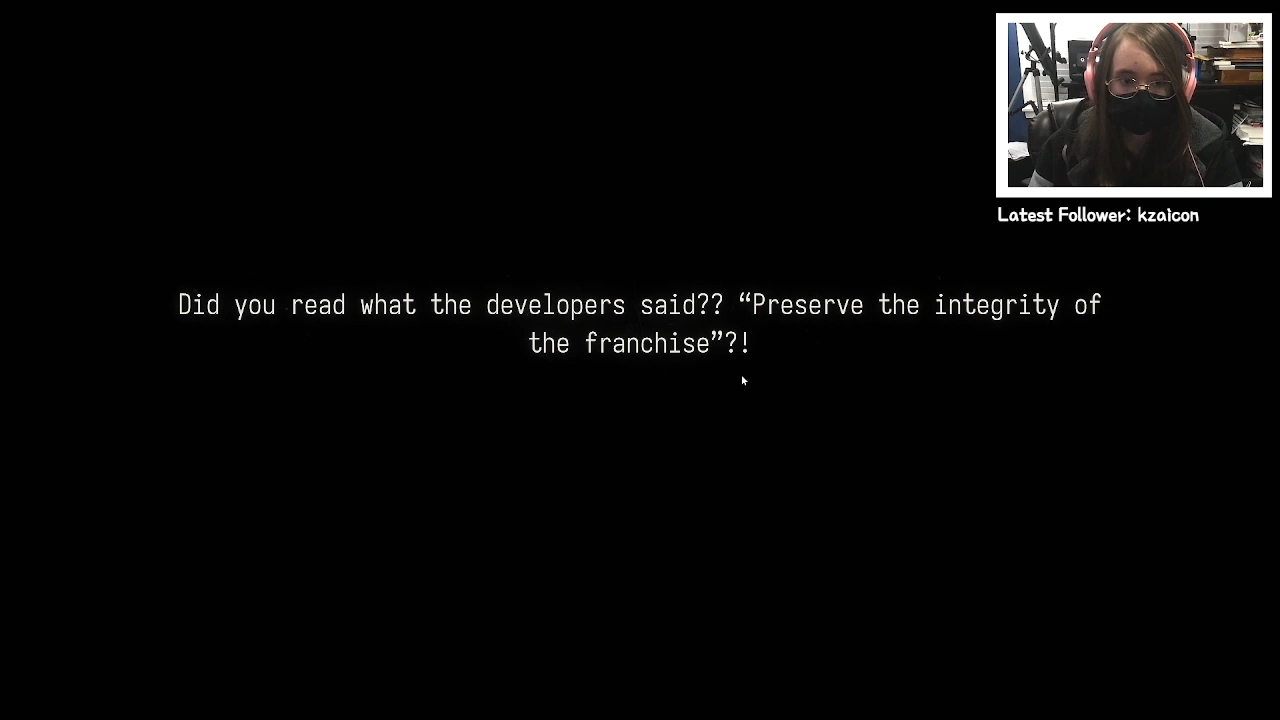 Latest Follower: kzaicon
Did you read what the developers said?? “Preserve the integrity of
the franchise”?!